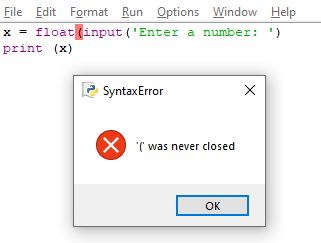 File Edit Format Run Options Window Help
x = float(input('Enter a number: ')
print (x)
SyntaxError
'(' was never closed
OK